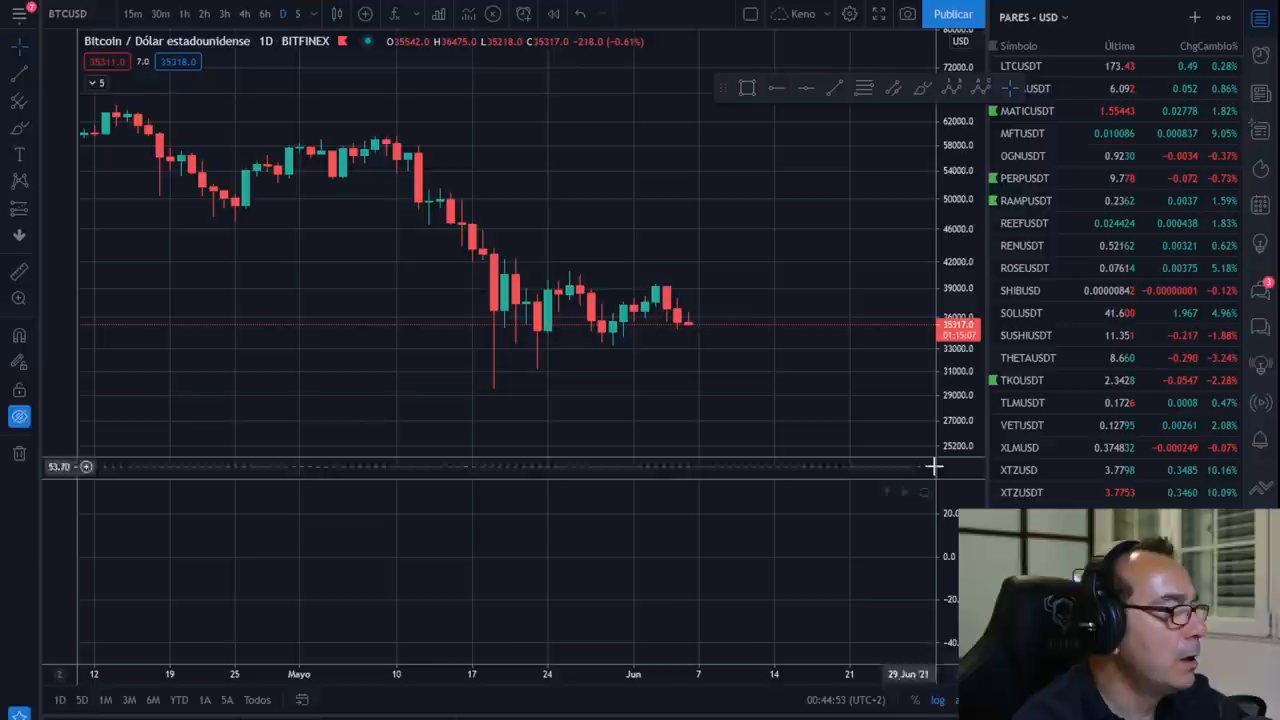 7
BTCUSD 15m 30m 1h 2h 3h 4h 6h D S Keno Publicar PARES - USD
Bitcoin / Dólar estadounidense 1D BITFINEX O35542.0 H36475.0 L35218.0 C35317.0 -218.0 (-0.61%)
35311.0 7.0 35318.0
5
USD
72000.0
62000.0
58000.0
54000.0
50000.0
46000.0
42000.0
39000.0
35317.0
01:15:07
33000.0
31000.0
29000.0
27000.0
25200.0
53.70
20.0
0.0
-20.0
-40.
2 12 19 25 Mayo 10 17 24 Jun 7 14 21 29 Jun '21
1D 5D 1M 3M 6M YTD 1A 5A Todos 00:44:53 (UTC+2) % log
Símbolo Última Chg Cambio%
LTCUSDT 173.43 0.49 0.28%
USDT 6.092 0.052 0.86%
MATICUSDT 1.55443 0.02778 1.82%
MFTUSDT 0.010086 0.000837 9.05%
OGNUSDT 0.9230 -0.0034 -0.37%
PERPUSDT 9.778 -0.072 -0.73%
RAMPUSDT 0.2362 0.0037 1.59%
REEFUSDT 0.024424 0.000438 1.83%
RENUSDT 0.52162 0.00321 0.62%
ROSEUSDT 0.07614 0.00375 5.18%
SHIBUSD 0.00000842 -0.00000001 -0.12%
SOLUSDT 41.600 1.967 4.96%
SUSHIUSDT 11.351 -0.217 -1.88%
THETAUSDT 8.660 -0.290 -3.24%
TKOUSDT 2.3428 -0.0547 -2.28%
TLMUSDT 0.1726 0.0008 0.47%
VETUSDT 0.12795 0.00261 2.08%
XLMUSD 0.374832 -0.000249 -0.07%
XTZUSD 3.7798 0.3485 10.16%
XTZUSDT 3.7753 0.3460 10.09%
3